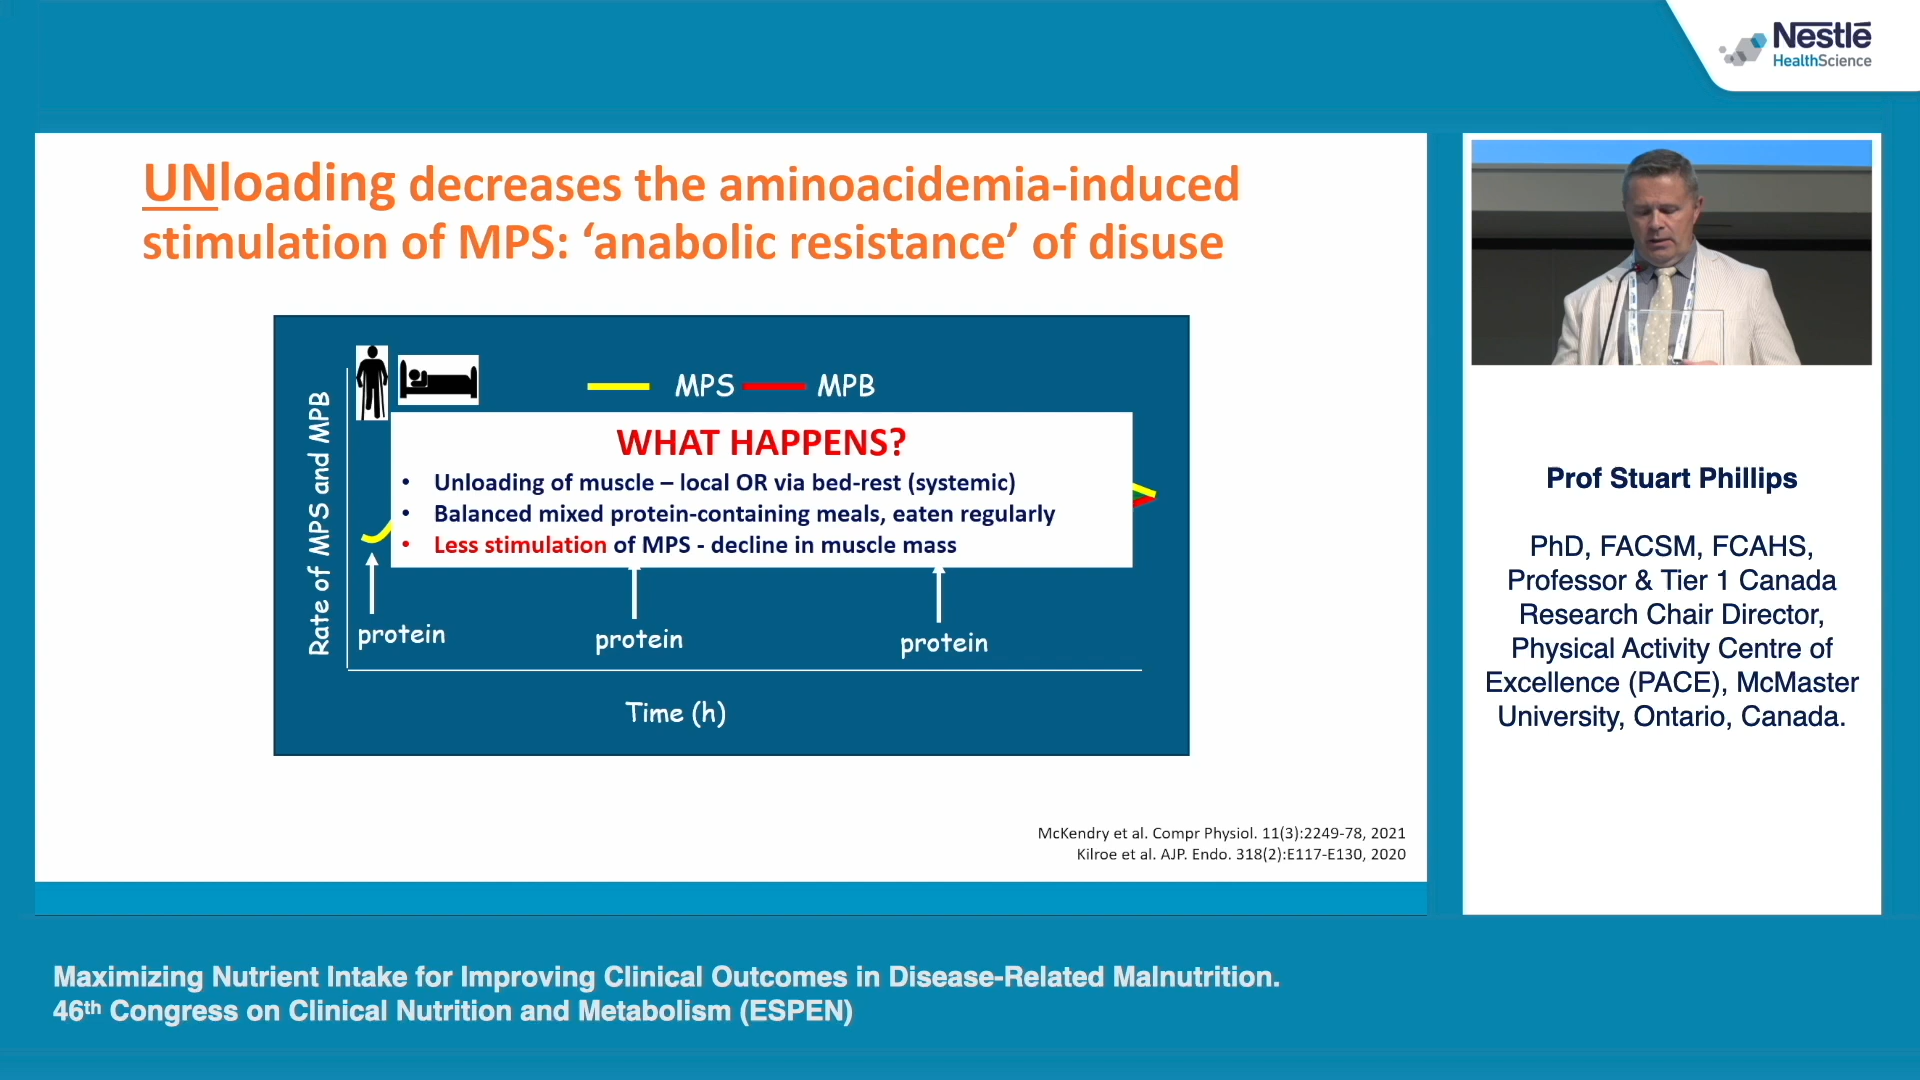 Nestlé
HealthScience
UNloading decreases the aminoacidemia-induced
stimulation of MPS: ‘anabolic resistance’ of disuse
MPS MPB
Rate of MPS and MPB
WHAT HAPPENS?
• Unloading of muscle – local OR via bed-rest (systemic)
• Balanced mixed protein-containing meals, eaten regularly
• Less stimulation of MPS - decline in muscle mass
protein
protein
protein
Time (h)
McKendry et al. Compr Physiol. 11(3):2249-78, 2021
Kilroe et al. AJP. Endo. 318(2):E117-E130, 2020
Prof Stuart Phillips
PhD, FACSM, FCAHS,
Professor & Tier 1 Canada
Research Chair Director,
Physical Activity Centre of
Excellence (PACE), McMaster
University, Ontario, Canada.
Maximizing Nutrient Intake for Improving Clinical Outcomes in Disease-Related Malnutrition.
46th Congress on Clinical Nutrition and Metabolism (ESPEN)